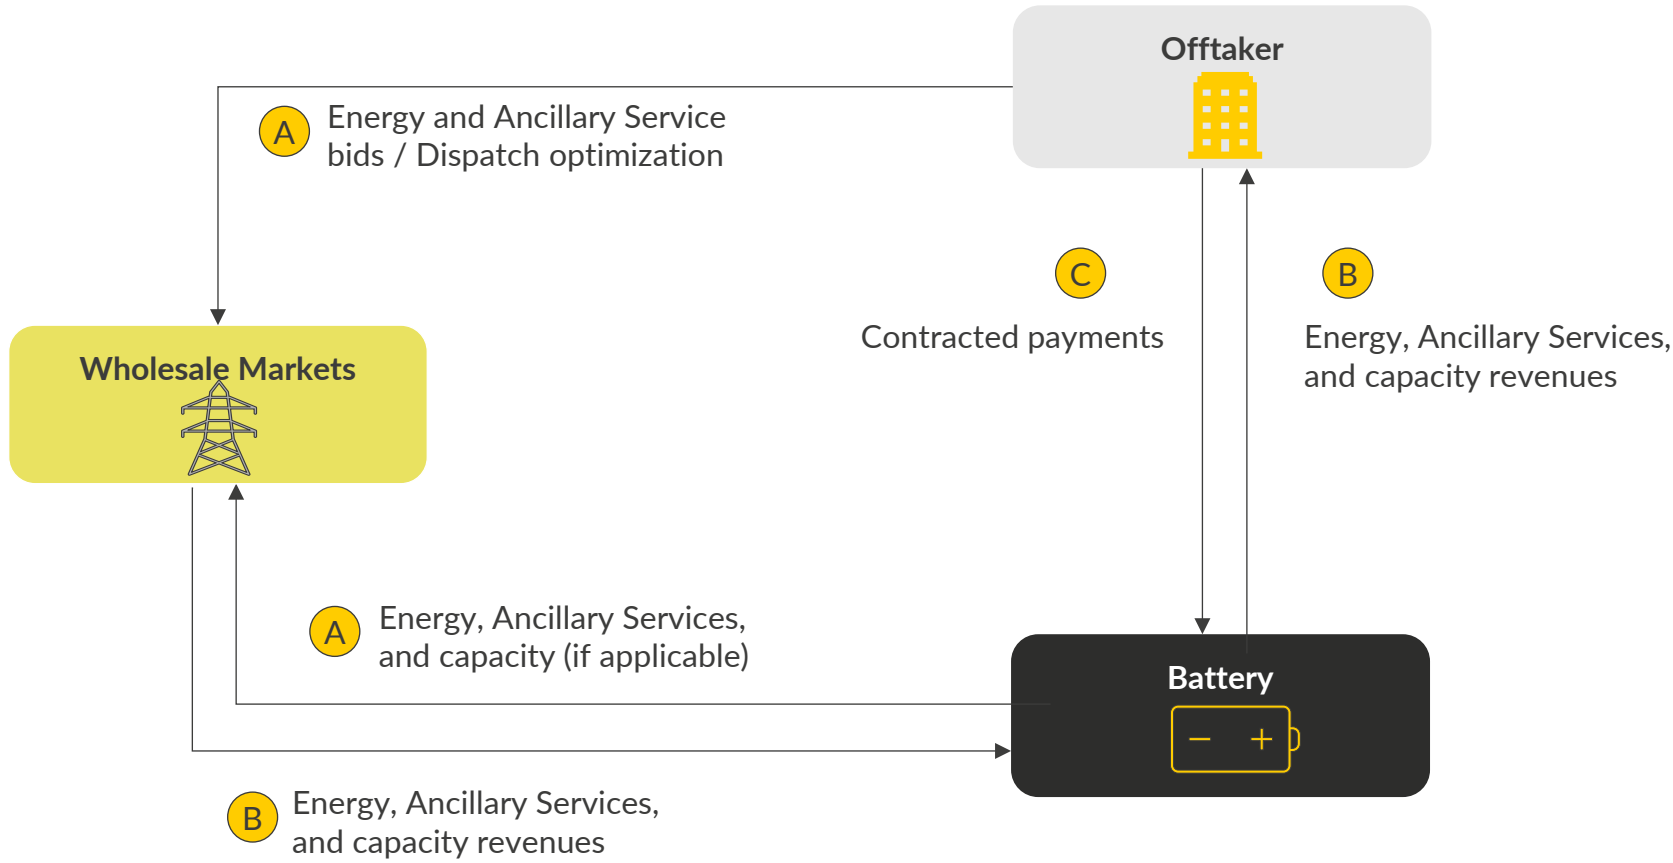 Offtaker
A
Energy and Ancillary Service
bids / Dispatch optimization
C
Contracted payments
B
Energy, Ancillary Services,
and capacity revenues
Wholesale Markets
A
Energy, Ancillary Services,
and capacity (if applicable)
Battery
B
Energy, Ancillary Services,
and capacity revenues